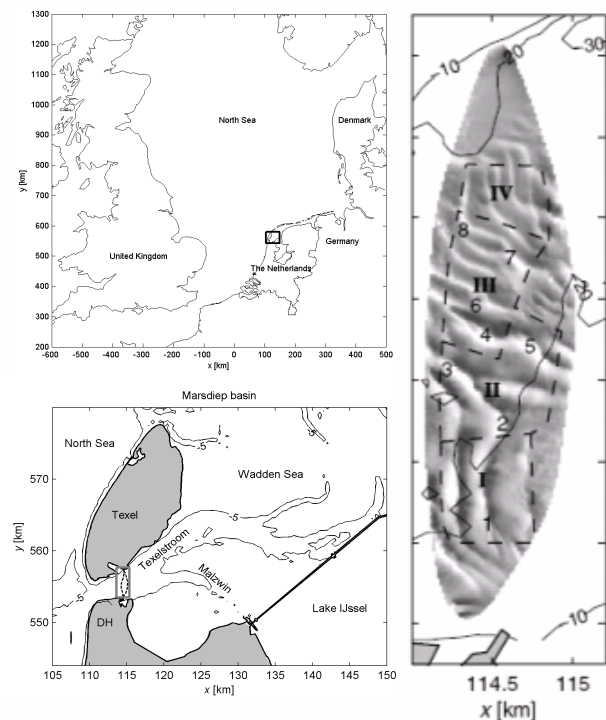 1300
1200
1100
1000
900
800
700
600
500
400
300
200
y [km]
North Sea
Denmark
United Kingdom
Germany
The Netherlands
-600 -500 -400 -300 -200 -100 0 100 200 300 400 500
x [km]
Marsdiep basin
North Sea
-5
Wadden Sea
570
Texel
-5
Texelstroom
560
y [km]
Malzwin
-5
-5
Lake IJssel
DH
550
105 110 115 120 125 130 135 140 145 150
x [km]
-10
20
-30
IV
8
7
III
6
4
5
3
II
2
I
1
-10
114.5 115
x [km]